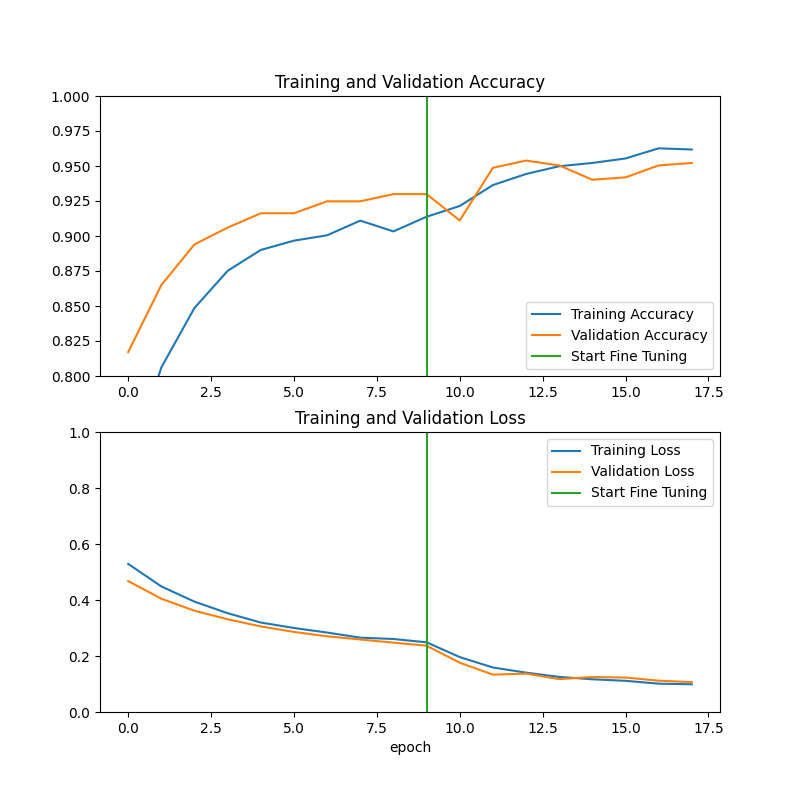 Training and Validation Accuracy
1.000
0.975
0.950
0.925
0.900
0.875
0.850
0.825
0.800
Training Accuracy
Validation Accuracy
Start Fine Tuning
0.0 2.5 5.0 7.5 10.0 12.5 15.0 17.5
Training and Validation Loss
1.0
0.8
0.6
0.4
0.2
0.0
Training Loss
Validation Loss
Start Fine Tuning
0.0 2.5 5.0 7.5 10.0 12.5 15.0 17.5
epoch